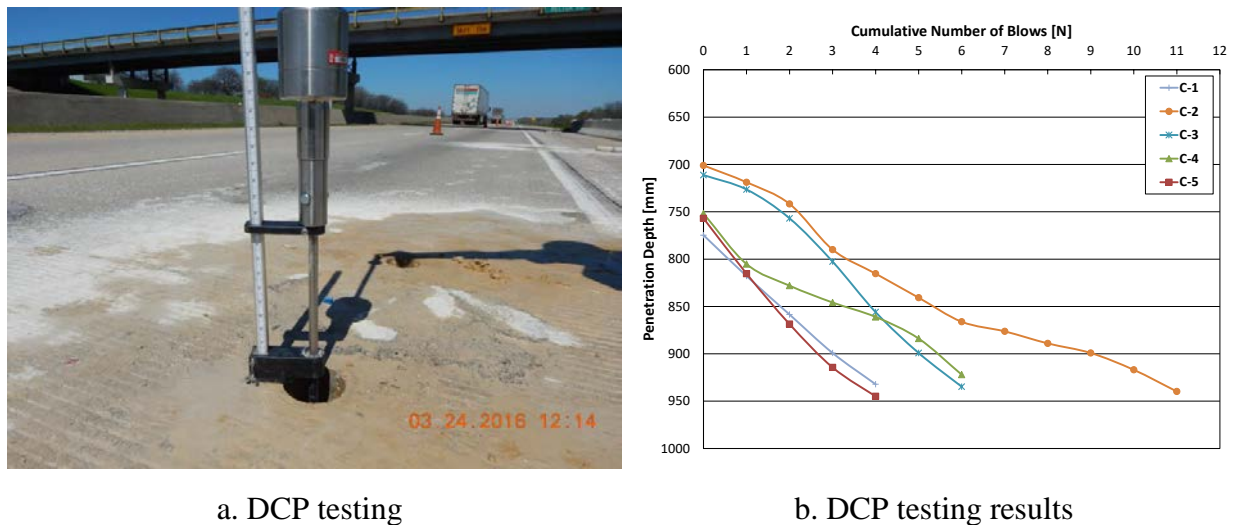 03 24.2016 12:14
a. DCP testing
Cumulative Number of Blows [N]
0 1 2 3 4 5 6 7 8 9 10 11 12
Penetration Depth [mm]
600
650
700
750
800
850
900
950
1000
C-1
C-2
C-3
C-4
C-5
b. DCP testing results